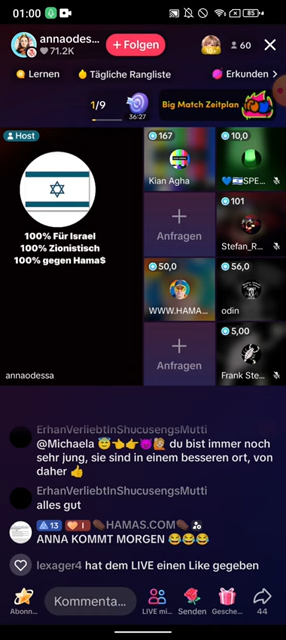 01:00
85
annaodes...
71.2K
+ Folgen
60
Lernen
Tägliche Rangliste
Erkunden
1/9
36:27
Big Match Zeitplan
Host
167
Kian Agha
10,0
SPE...
100% Für Israel
100% Zionistisch
100% gegen Hama$
Anfragen
101
Stefan_R...
50,0
WWW.HAMA...
56,0
odin
Anfragen
5,00
Frank Ste...
annaodessa
ErhanVerliebtInShucusengsMutti
@Michaela 😇👈👉😈🙋🏼 du bist immer noch
sehr jung, sie sind in einem besseren ort, von
daher 👍
ErhanVerliebtInShucusengsMutti
alles gut
13 I ⚰️HAMAS.COM⚰️
ANNA KOMMT MORGEN 😂😂😂
lexager4 hat dem LIVE einen Like gegeben
Kommenta...
Abonn...
LIVE mi...
Senden
Gesche...
44